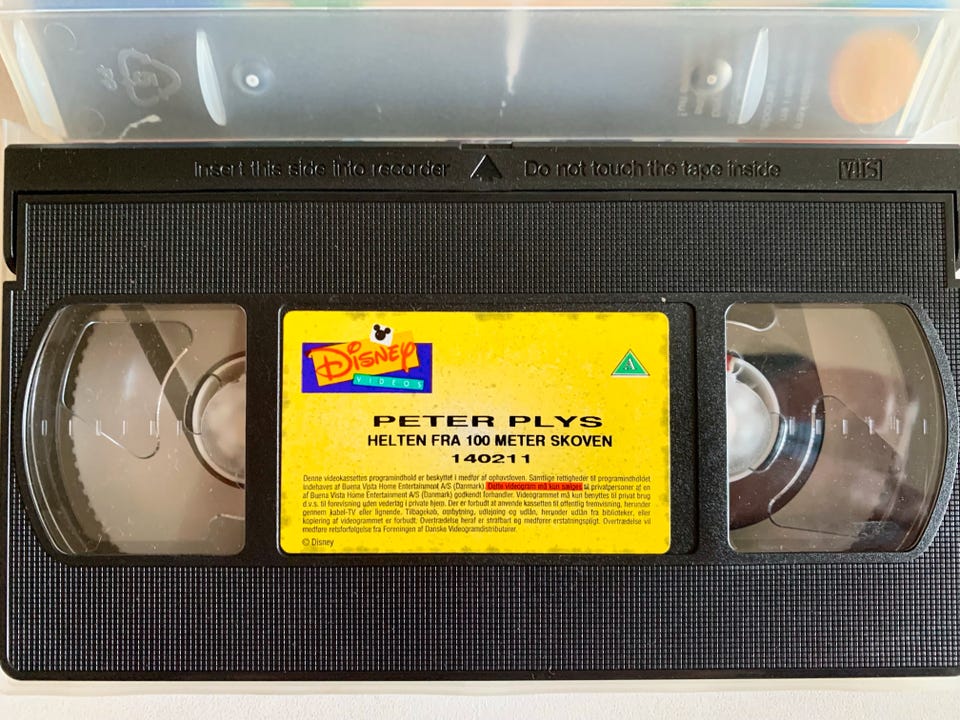 Insert this side into recorder Do not touch the tape inside VHS
Disney
VIDEOS
A
PETER PLYS
HELTEN FRA 100 METER SKOVEN
140211
Denne videokassettes programindhold er beskyttet i medfør af ophavsloven. Samtlige rettigheder til programindholdet
indehaves af Buena Vista Home Entertainment A/S (Danmark). Dette videogram må kun sælges til privatpersoner af en
af Buena Vista Home Entertainment A/S (Danmark) godkendt forhandler. Videogrammet må kun benyttes til privat brug
d.v.s. til forevisning uden vederlag i private hjem. Der er forbudt at anvende kassetten til offentlig fremvisning, herunder
gennem kabel-TV eller lignende. Tilbagekøb, ombytning, udlejning og udlån, herunder udlån fra biblioteker, eller
kopiering af videogrammet er forbudt. Overtrædelse heraf er strafbart og medfører erstatningspligt. Overtrædelse vil
medføre retsforfølgelse fra Foreningen af Danske Videogramdistributører.
© Disney